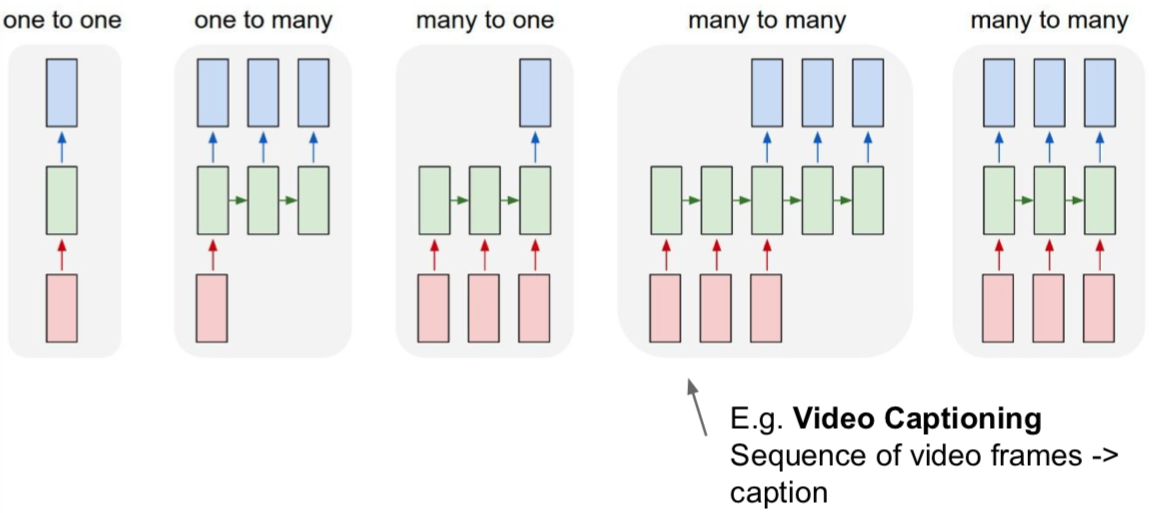 one to one
one to many
many to one
many to many
many to many
E.g. Video Captioning
Sequence of video frames ->
caption